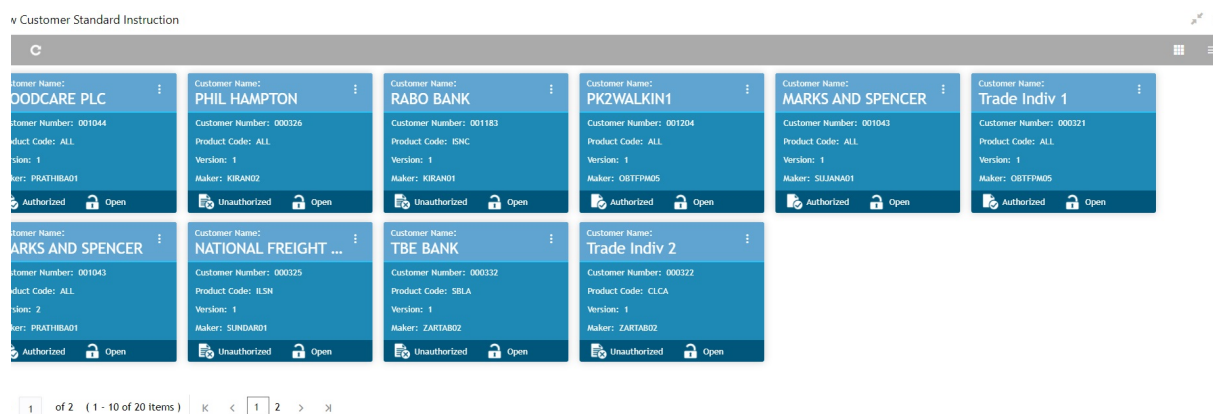 w Customer Standard Instruction
tomer Name:
OODCARE PLC
stomer Number: 001044
duct Code: ALL
rsion: 1
ker: PRATHIBA01
Authorized Open
Customer Name:
PHIL HAMPTON
Customer Number: 000326
Product Code: ALL
Version: 1
Maker: KIRAN02
Unauthorized Open
Customer Name:
RABO BANK
Customer Number: 001183
Product Code: ISNC
Version: 1
Maker: KIRAN01
Unauthorized Open
Customer Name:
PK2WALKIN1
Customer Number: 001204
Product Code: ALL
Version: 1
Maker: OBTFPM05
Authorized Open
Customer Name:
MARKS AND SPENCER
Customer Number: 001043
Product Code: ALL
Version: 1
Maker: SUJANA01
Authorized Open
Customer Name:
Trade Indiv 1
Customer Number: 000321
Product Code: ALL
Version: 1
Maker: OBTFPM05
Authorized Open
tomer Name:
ARKS AND SPENCER
stomer Number: 001043
duct Code: ALL
rsion: 2
ker: PRATHIBA01
Authorized Open
Customer Name:
NATIONAL FREIGHT ...
Customer Number: 000325
Product Code: ILSN
Version: 1
Maker: SUNDAR01
Unauthorized Open
Customer Name:
TBE BANK
Customer Number: 000332
Product Code: SBLA
Version: 1
Maker: ZARTAB02
Unauthorized Open
Customer Name:
Trade Indiv 2
Customer Number: 000322
Product Code: CLCA
Version: 1
Maker: ZARTAB02
Unauthorized Open
1 of 2 ( 1 - 10 of 20 items ) 1 2